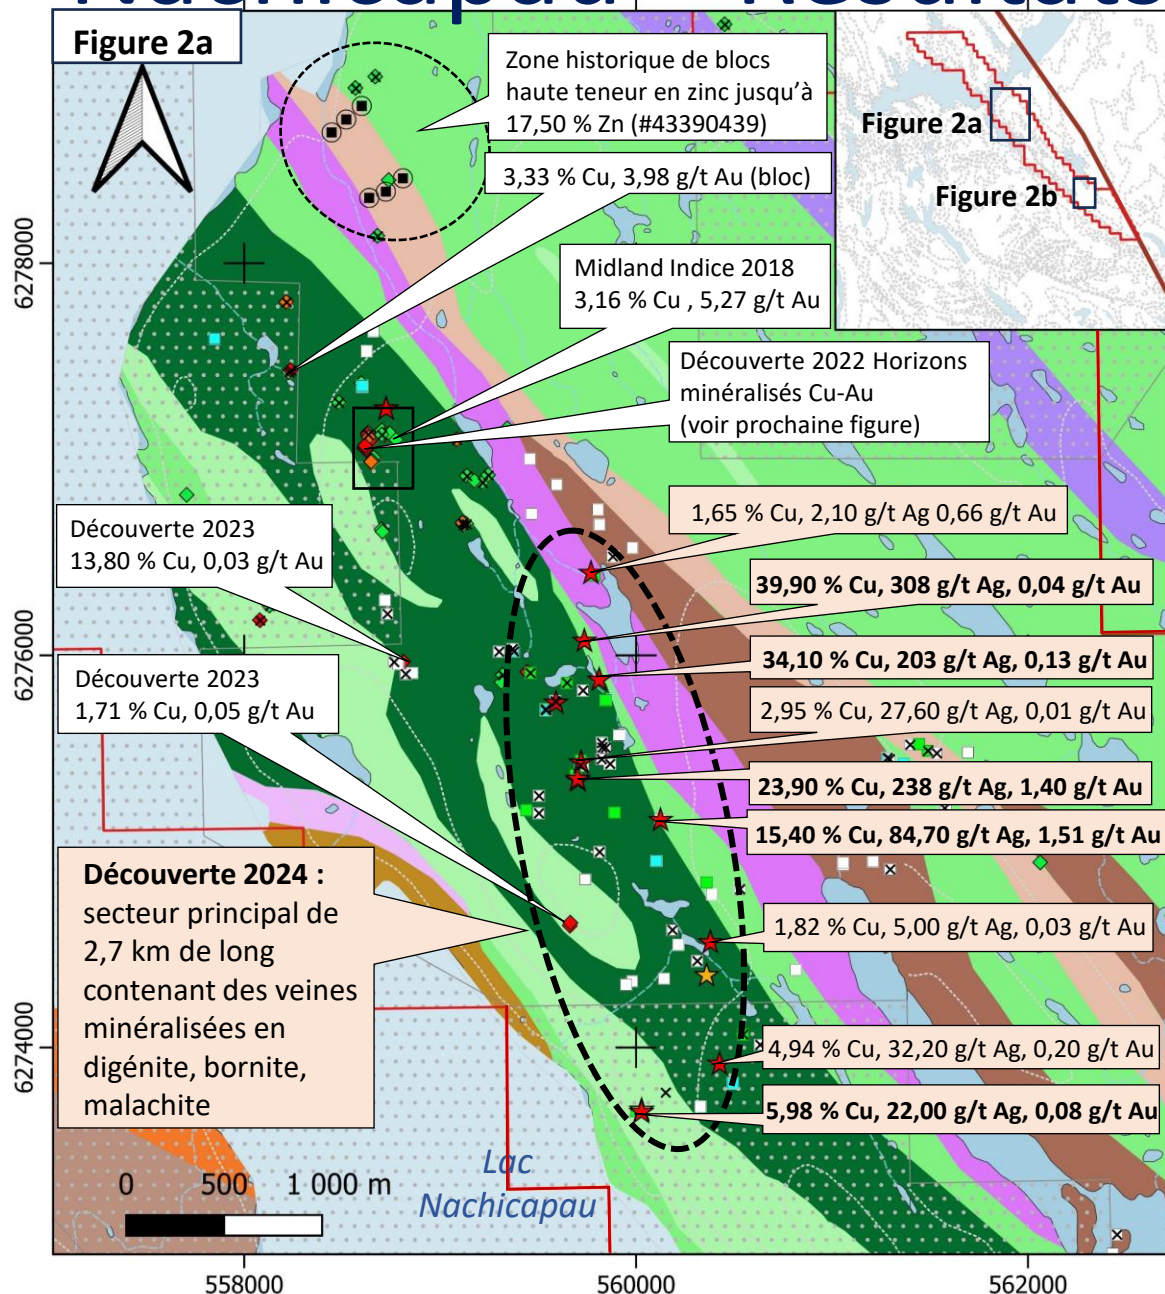 Figure 2a
Zone historique de blocs
haute teneur en zinc jusqu'à
17,50 % Zn (#43390439)
3,33 % Cu, 3,98 g/t Au (bloc)
Figure 2a
Figure 2b
Midland Indice 2018
3,16 % Cu , 5,27 g/t Au
Découverte 2022 Horizons
minéralisés Cu-Au
(voir prochaine figure)
1,65 % Cu, 2,10 g/t Ag 0,66 g/t Au
Découverte 2023
13,80 % Cu, 0,03 g/t Au
39,90 % Cu, 308 g/t Ag, 0,04 g/t Au
34,10 % Cu, 203 g/t Ag, 0,13 g/t Au
Découverte 2023
1,71 % Cu, 0,05 g/t Au
2,95 % Cu, 27,60 g/t Ag, 0,01 g/t Au
23,90 % Cu, 238 g/t Ag, 1,40 g/t Au
15,40 % Cu, 84,70 g/t Ag, 1,51 g/t Au
Découverte 2024 :
secteur principal de
2,7 km de long
contenant des veines
minéralisées en
digénite, bornite,
malachite
1,82 % Cu, 5,00 g/t Ag, 0,03 g/t Au
4,94 % Cu, 32,20 g/t Ag, 0,20 g/t Au
5,98 % Cu, 22,00 g/t Ag, 0,08 g/t Au
Lac
Nachicapau
0 500 1 000 m
6278000
6276000
6274000
558000 560000 562000